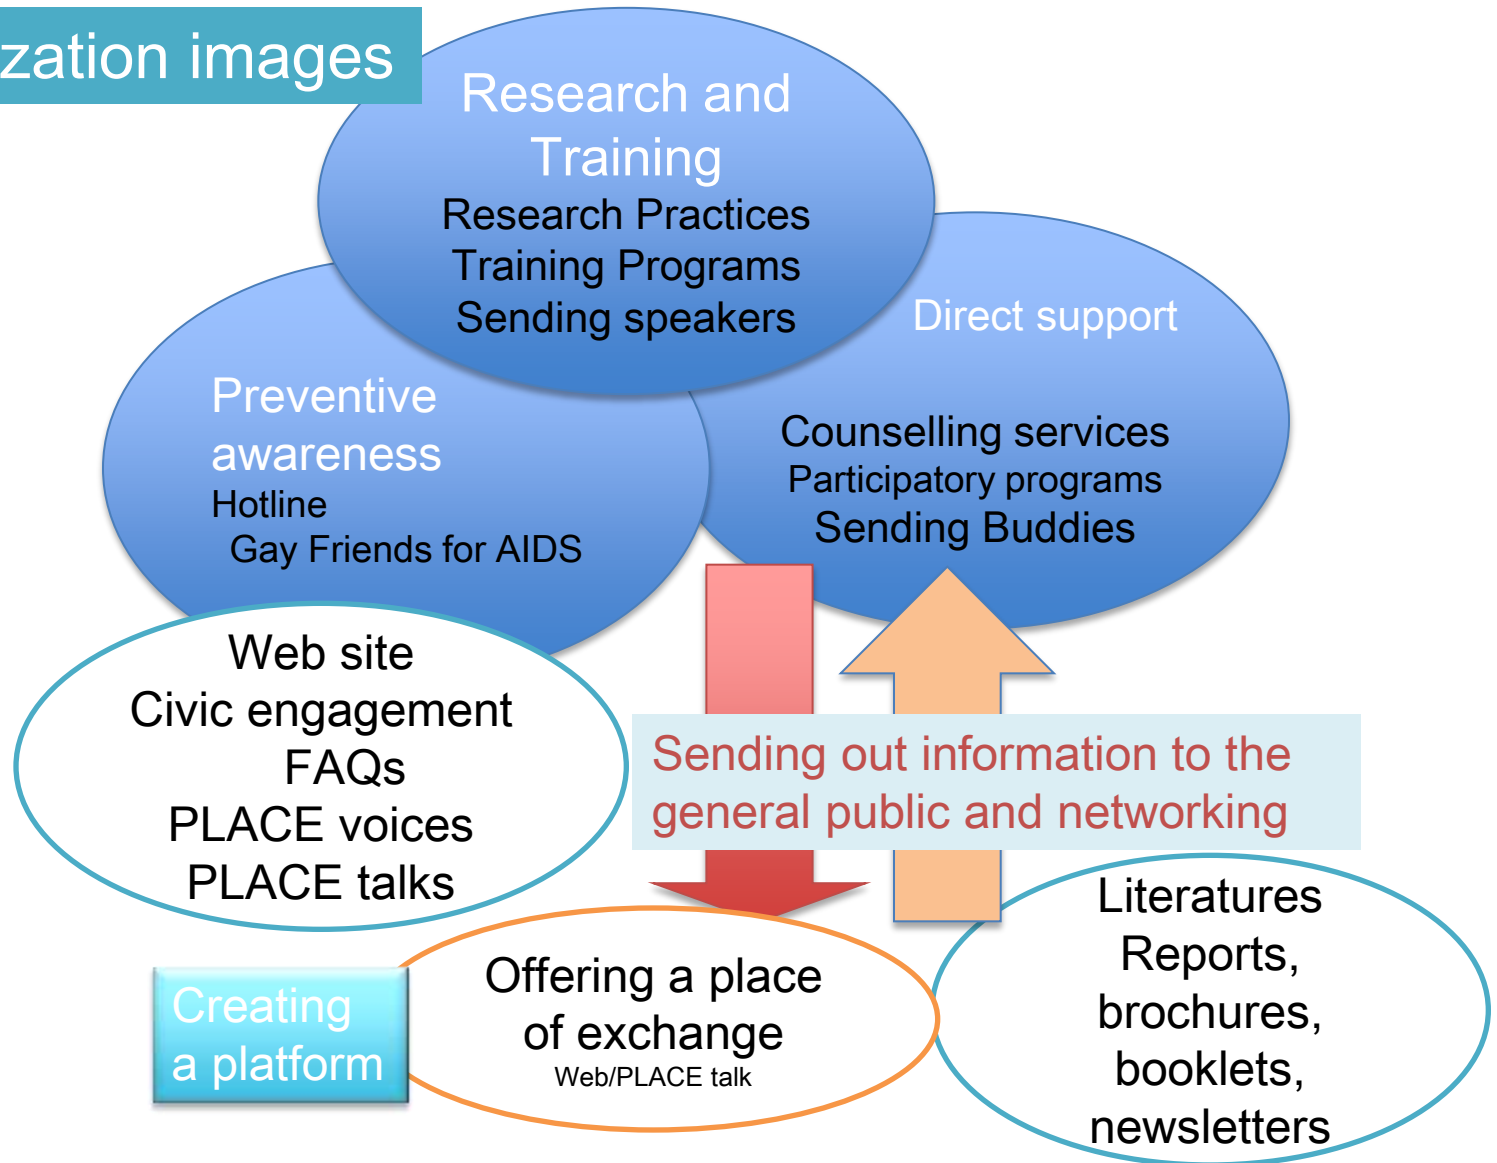 zation images
Research and
Training
Research Practices
Training Programs
Sending speakers
Direct support
Counselling services
Participatory programs
Sending Buddies
Preventive
awareness
Hotline
Gay Friends for AIDS
Web site
Civic engagement
FAQs
PLACE voices
PLACE talks
Sending out information to the
general public and networking
Creating
a platform
Offering a place
of exchange
Web/PLACE talk
Literatures
Reports,
brochures,
booklets,
newsletters